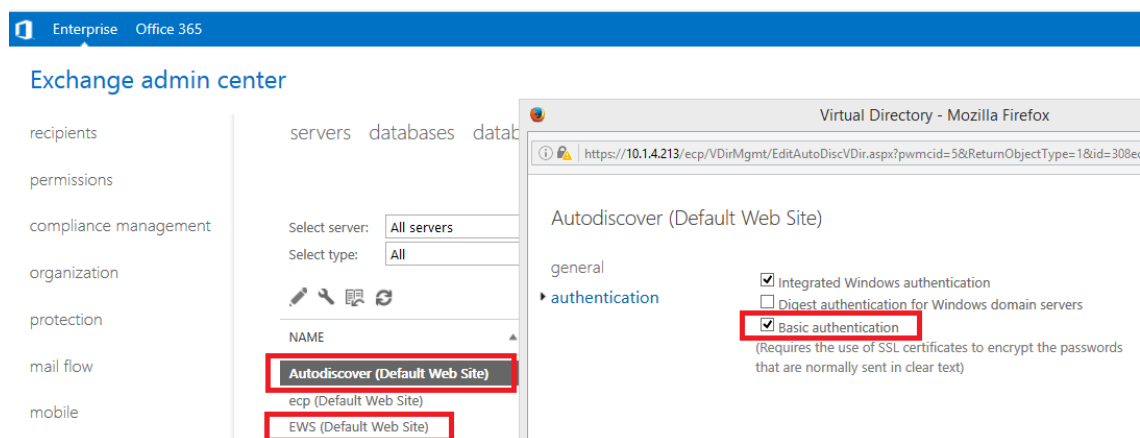 Enterprise Office 365
Exchange admin center
recipients
permissions
compliance management
organization
protection
mail flow
mobile
servers databases datab
Select server: All servers
Select type: All
NAME
Autodiscover (Default Web Site)
ecp (Default Web Site)
EWS (Default Web Site)
Virtual Directory - Mozilla Firefox
https://10.1.4.213/ecp/VDirMgmt/EditAutoDiscVDir.aspx?pwmcid=5&ReturnObjectType=1&id=308ec
Autodiscover (Default Web Site)
general
authentication
Integrated Windows authentication
Digest authentication for Windows domain servers
Basic authentication
(Requires the use of SSL certificates to encrypt the passwords
that are normally sent in clear text)